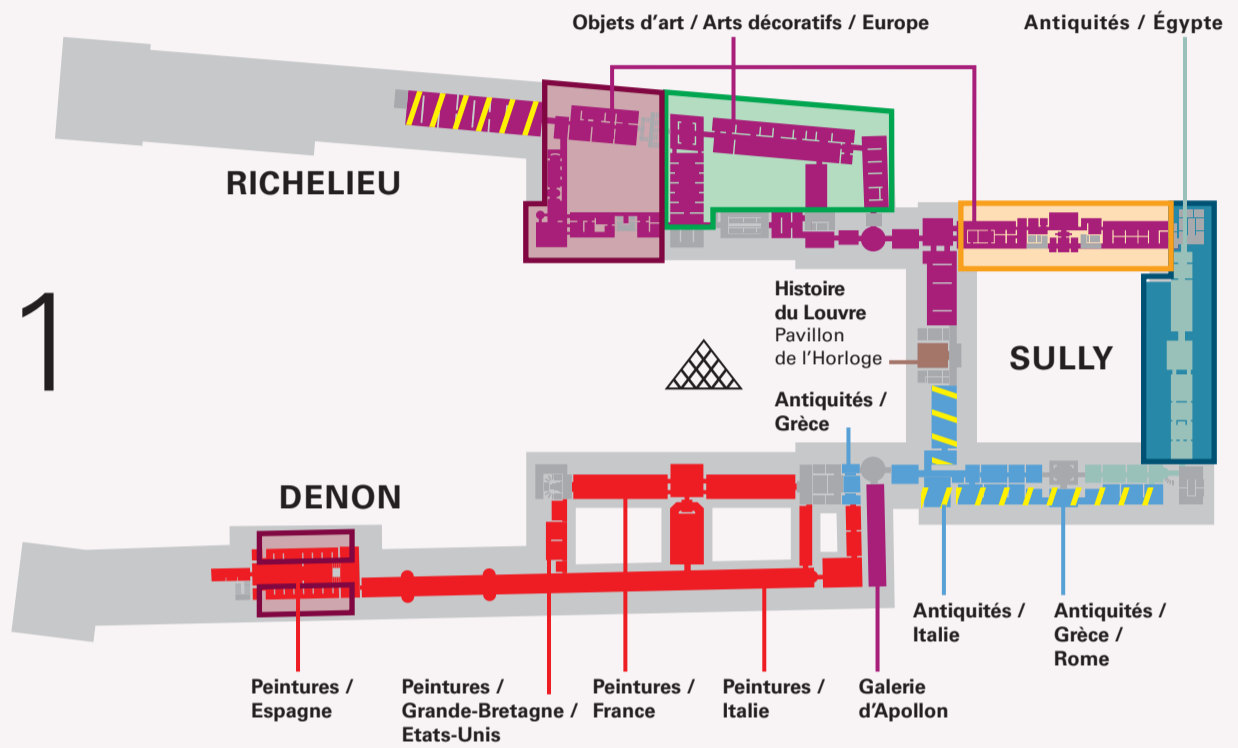 Objets d'art / Arts décoratifs / Europe
Antiquités / Égypte
RICHELIEU
1
Histoire
du Louvre
Pavillon
de l'Horloge
SULLY
Antiquités /
Grèce
DENON
Antiquités /
Italie
Antiquités /
Grèce /
Rome
Peintures /
Espagne
Peintures /
Grande-Bretagne /
Etats-Unis
Peintures /
France
Peintures /
Italie
Galerie
d'Apollon